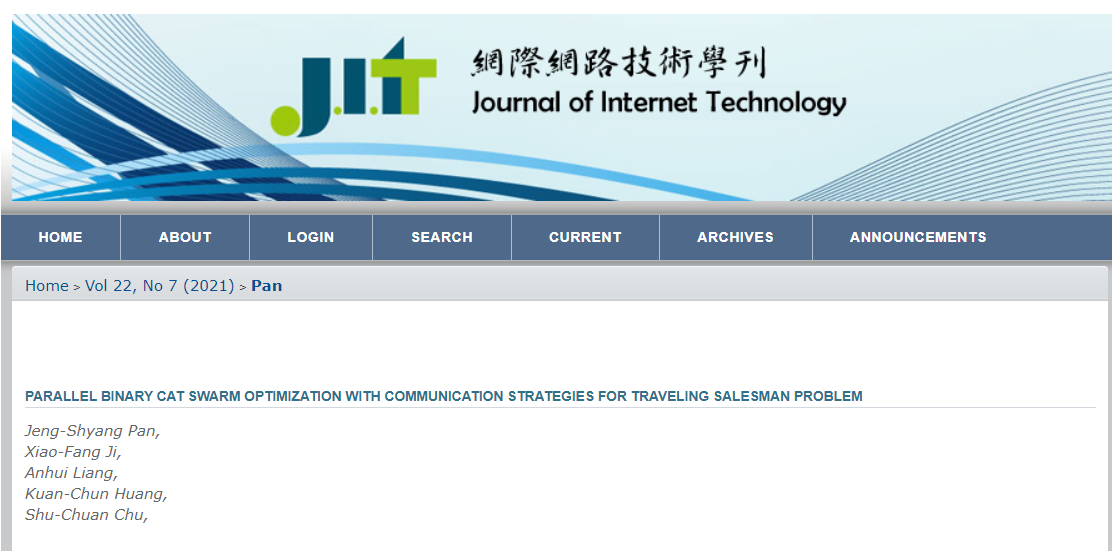 J.I.T
網際網路技術學刊
Journal of Internet Technology
HOME ABOUT LOGIN SEARCH CURRENT ARCHIVES ANNOUNCEMENTS
Home > Vol 22, No 7 (2021) > Pan
PARALLEL BINARY CAT SWARM OPTIMIZATION WITH COMMUNICATION STRATEGIES FOR TRAVELING SALESMAN PROBLEM
Jeng-Shyang Pan,
Xiao-Fang Ji,
Anhui Liang,
Kuan-Chun Huang,
Shu-Chuan Chu,